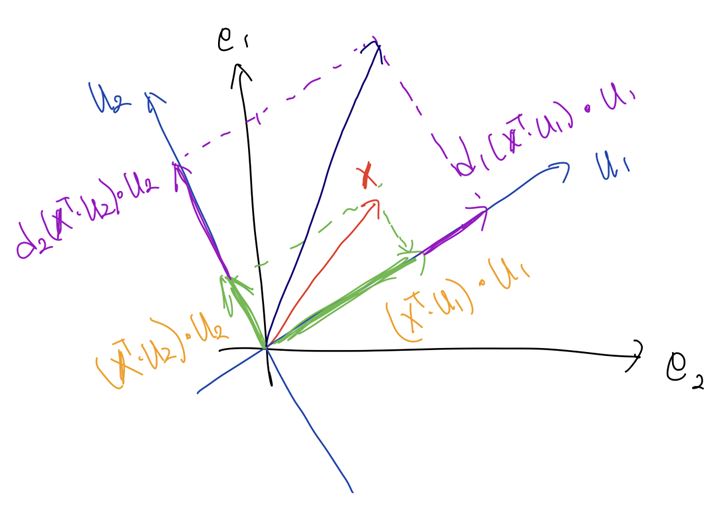 e₁
u₂
d₁(xᵀ·u₁)·u₁
x
u₁
d₂(xᵀ·u₂)·u₂
(xᵀ·u₁)·u₁
(xᵀ·u₂)·u₂
e₂